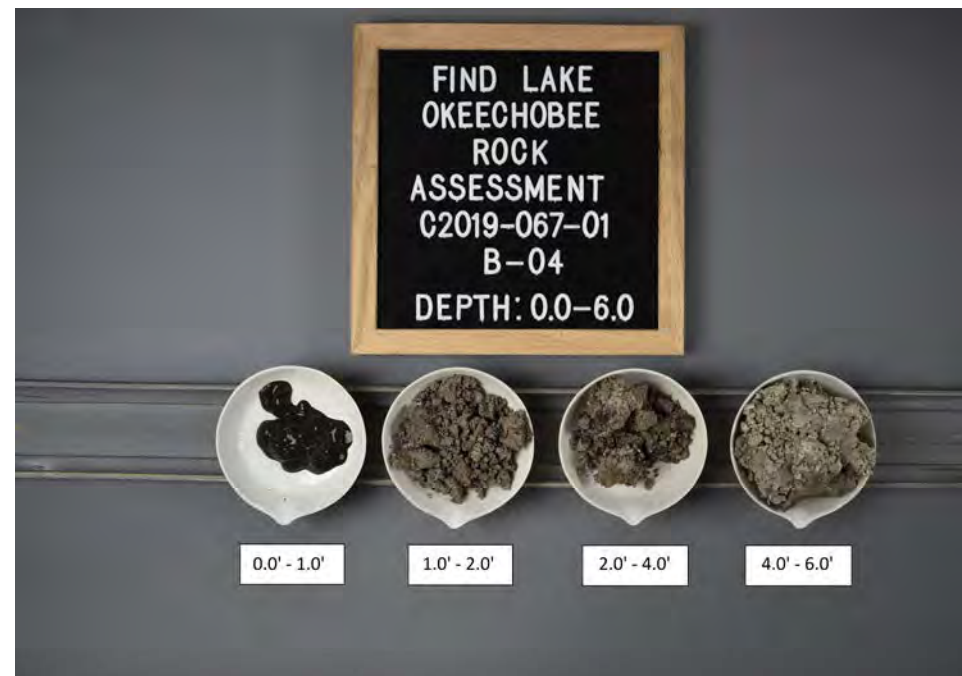 FIND LAKE
OKEECHOBEE
ROCK
ASSESSMENT
C2019-067-01
B-04
DEPTH: 0.0-6.0
0.0' - 1.0'
1.0' - 2.0'
2.0' - 4.0'
4.0' - 6.0'